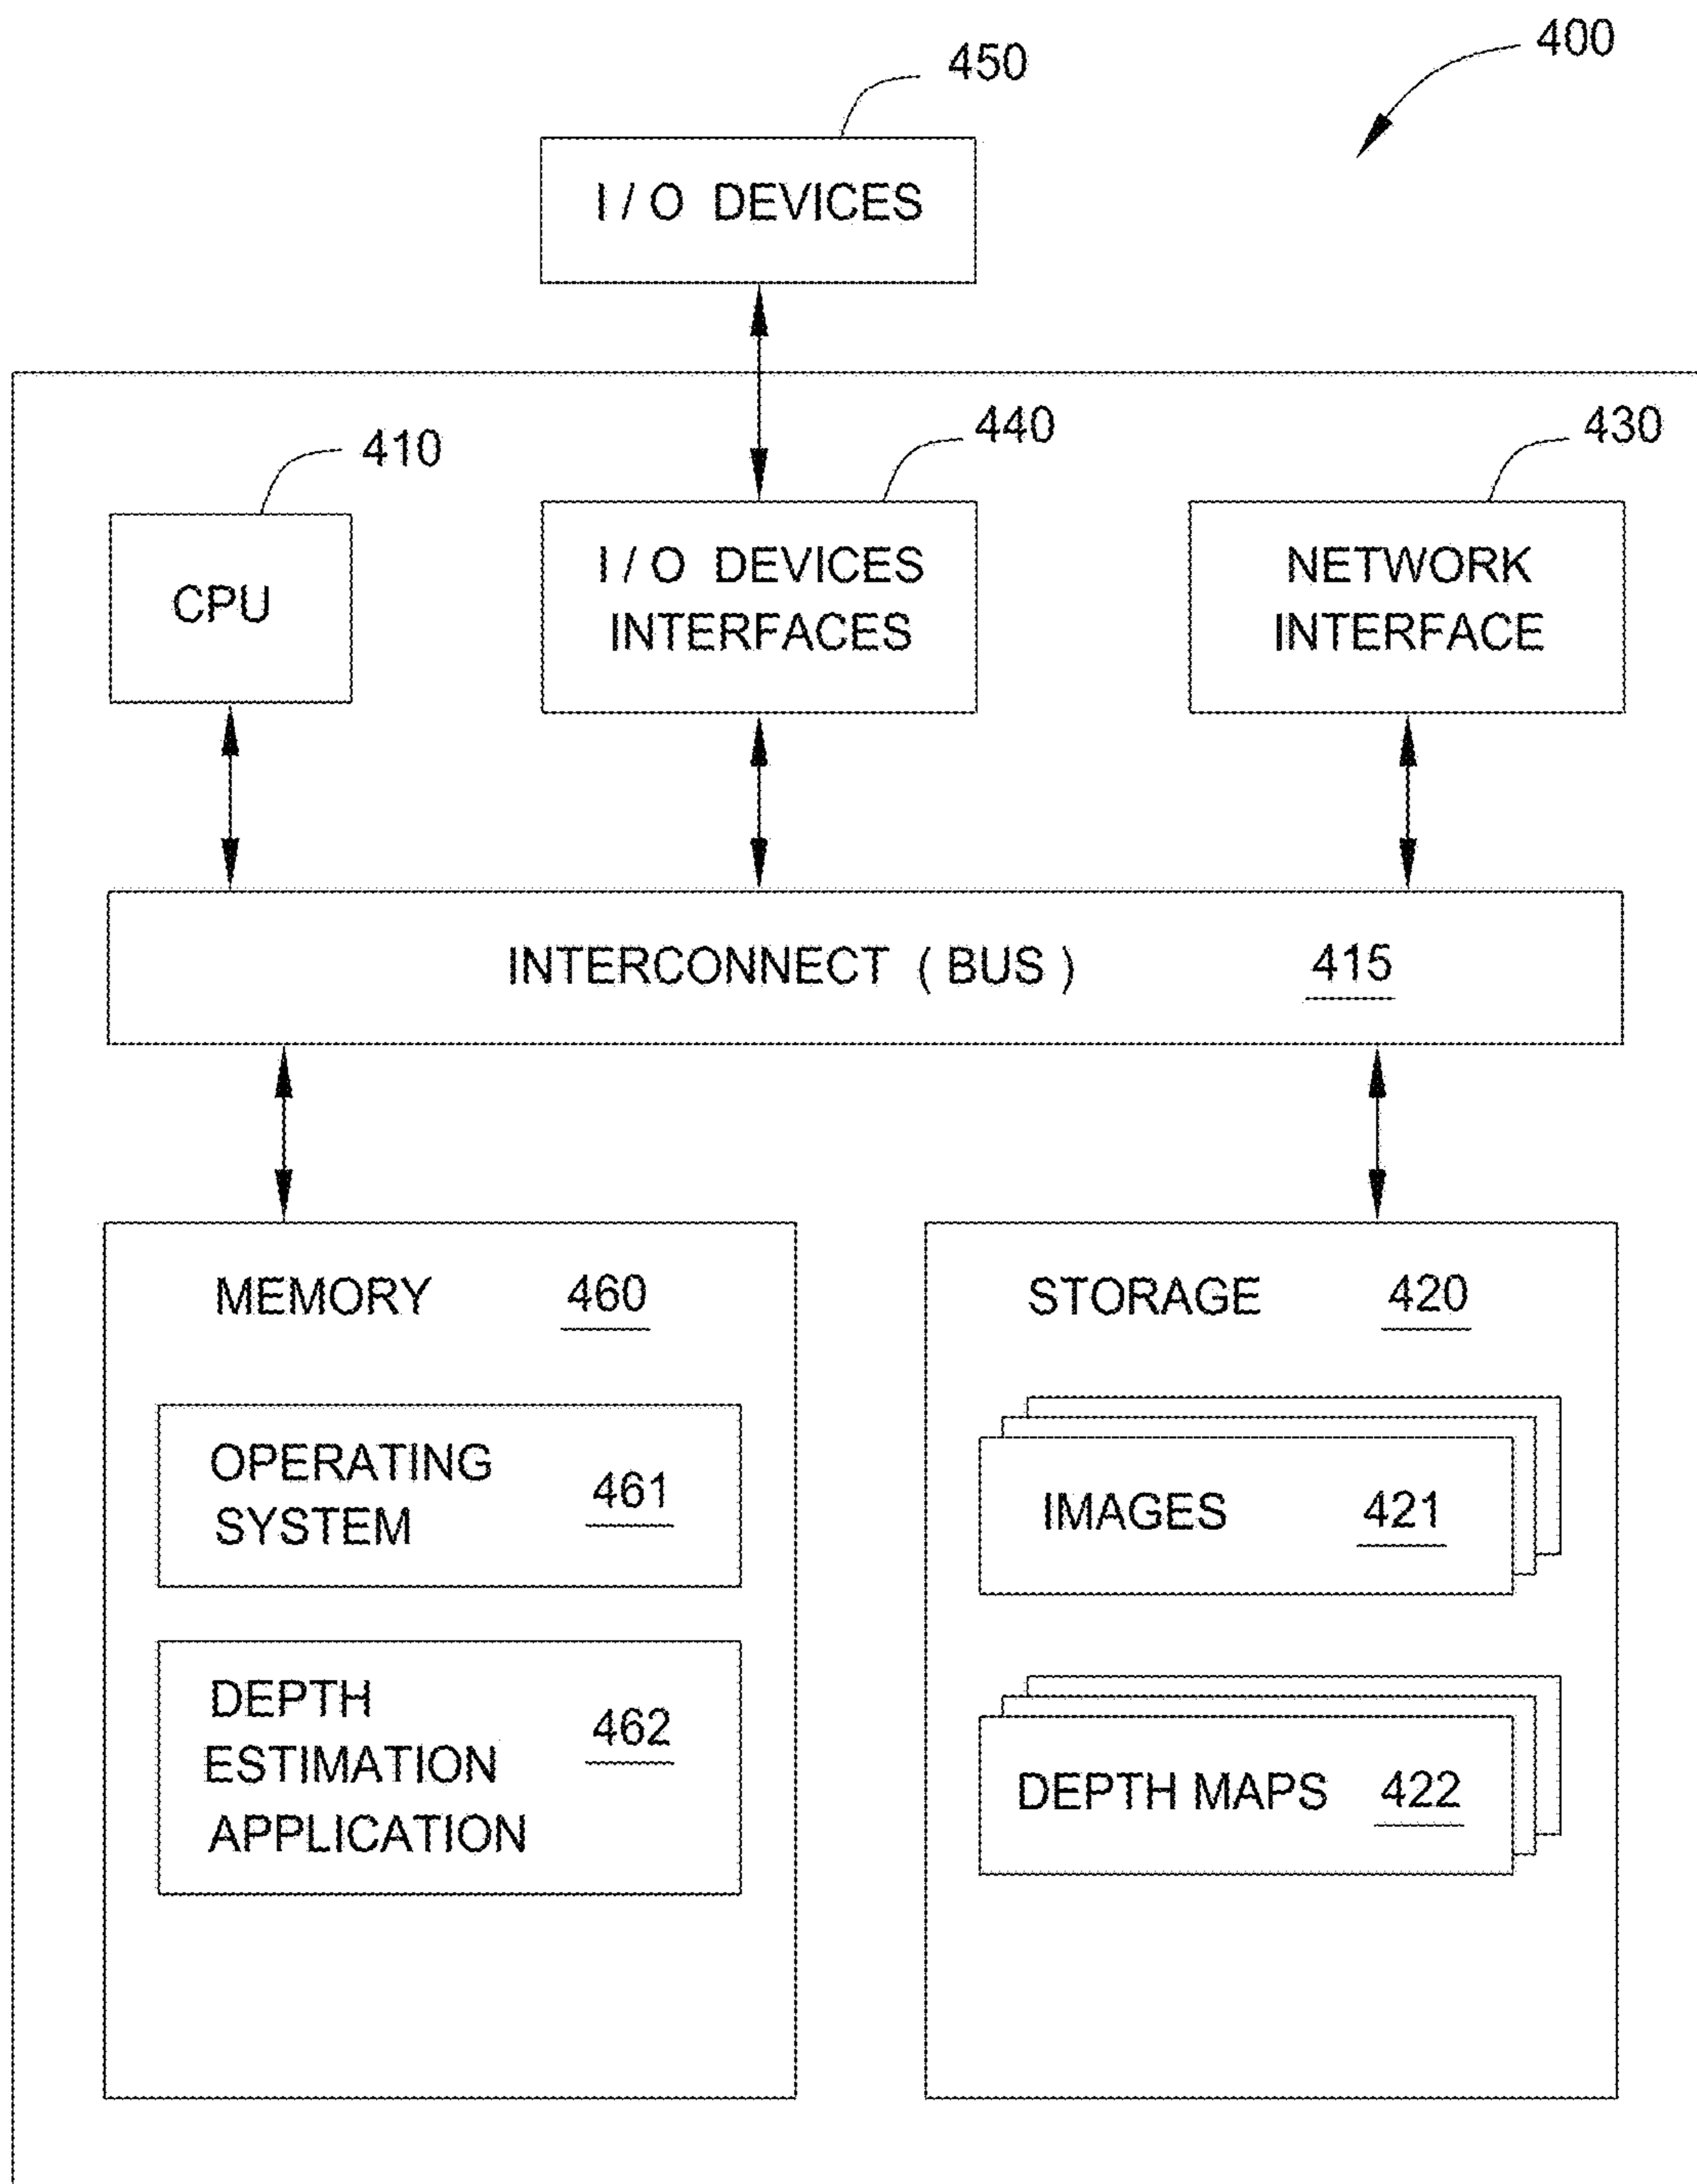 400
450
I / O DEVICES
410
440
430
CPU
I / O DEVICES
INTERFACES
NETWORK
INTERFACE
INTERCONNECT ( BUS ) 415
MEMORY 460
OPERATING
SYSTEM
461
DEPTH
ESTIMATION
APPLICATION
462
STORAGE 420
IMAGES 421
DEPTH MAPS 422